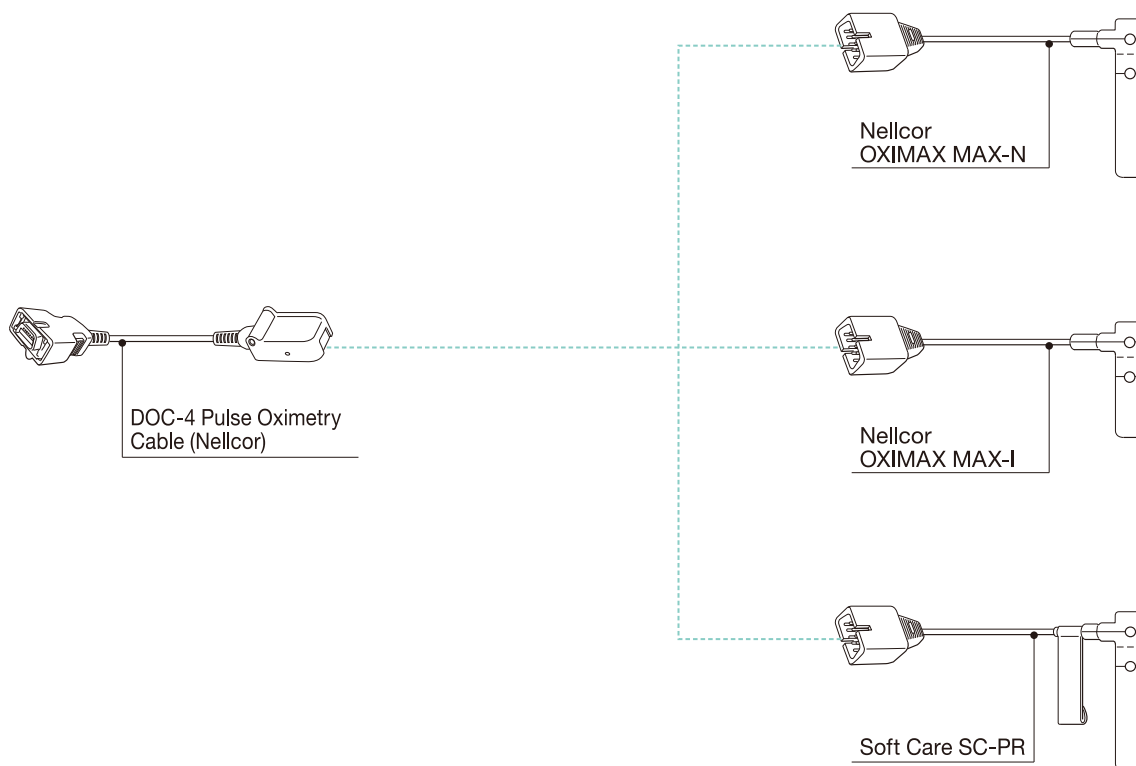 Nellcor
OXIMAX MAX-N
DOC-4 Pulse Oximetry
Cable (Nellcor)
Nellcor
OXIMAX MAX-I
Soft Care SC-PR